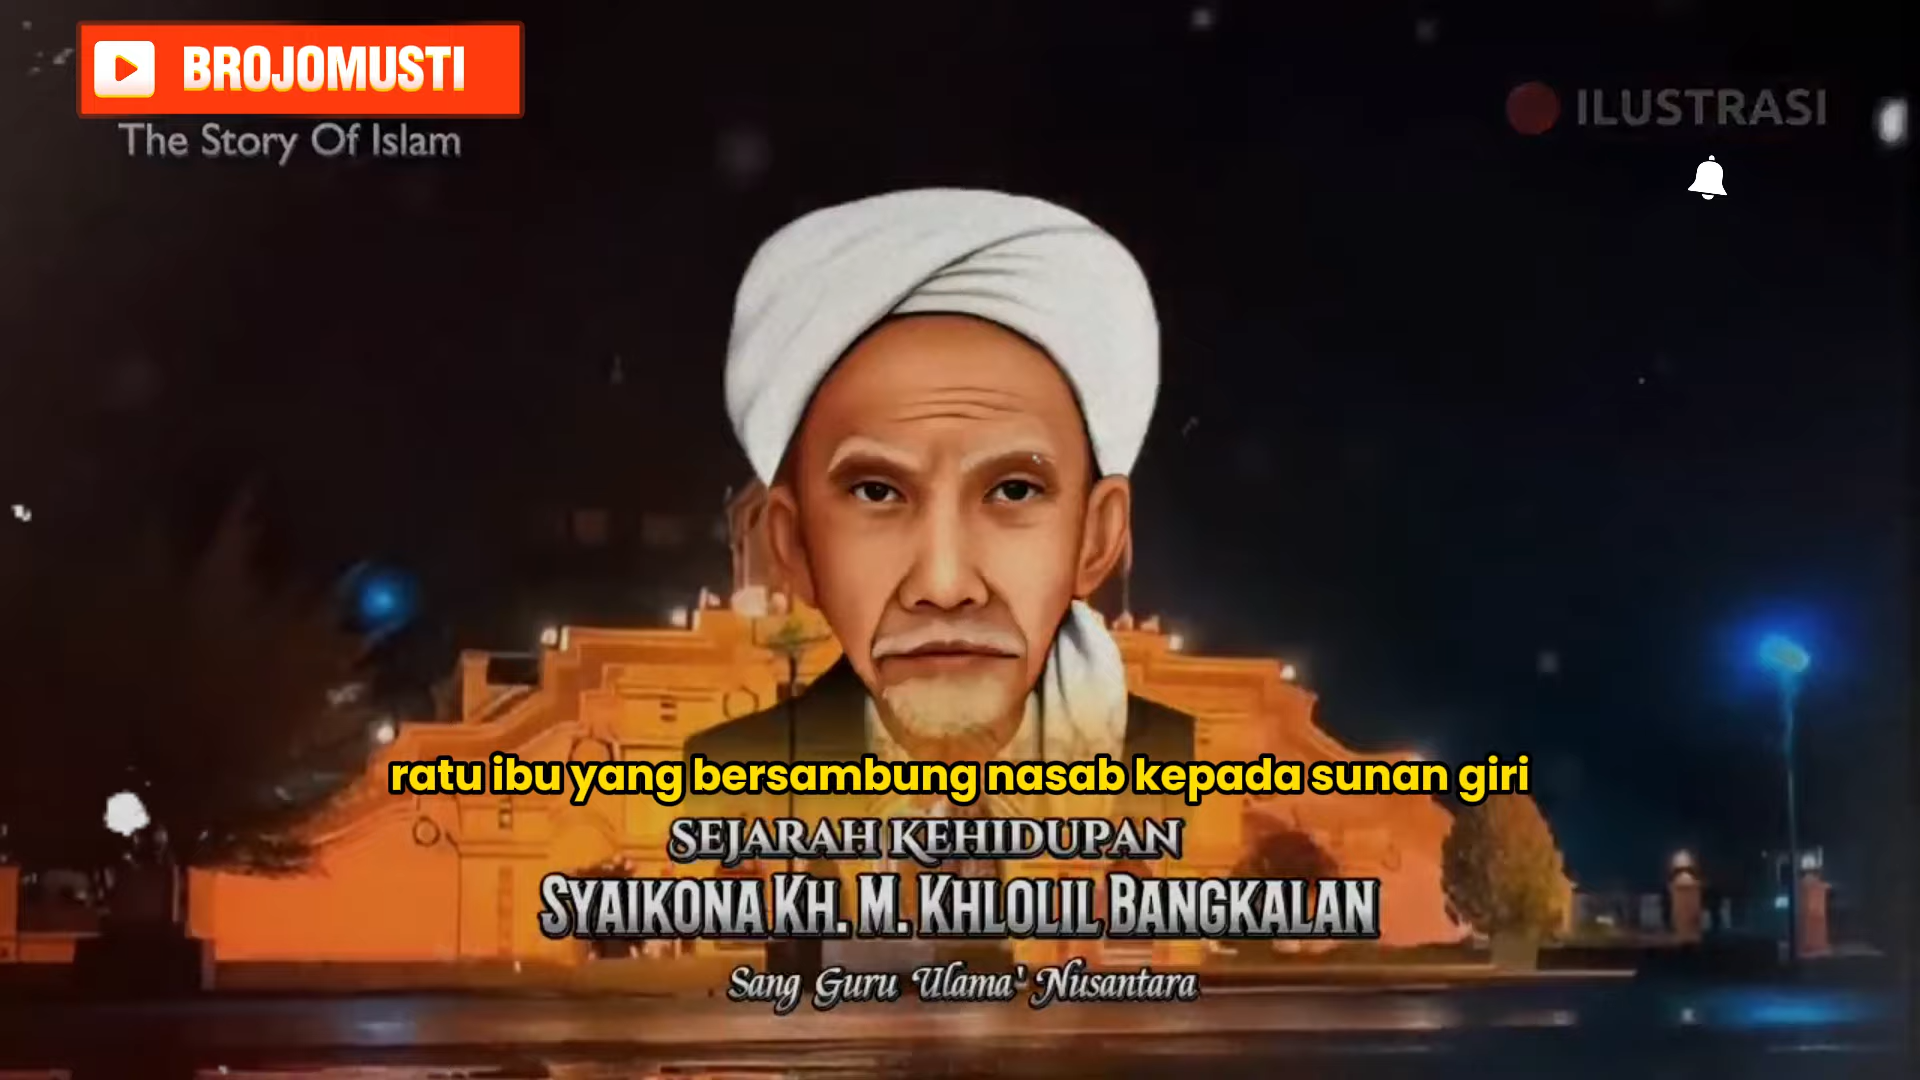 BROJOMUSTI
The Story Of Islam
ILUSTRASI
ratu ibu yang bersambung nasab kepada sunan giri
SEJARAH KEHIDUPAN
SYAIKONA KH. M. KHLOLIL BANGKALAN
Sang Guru Ulama' Nusantara